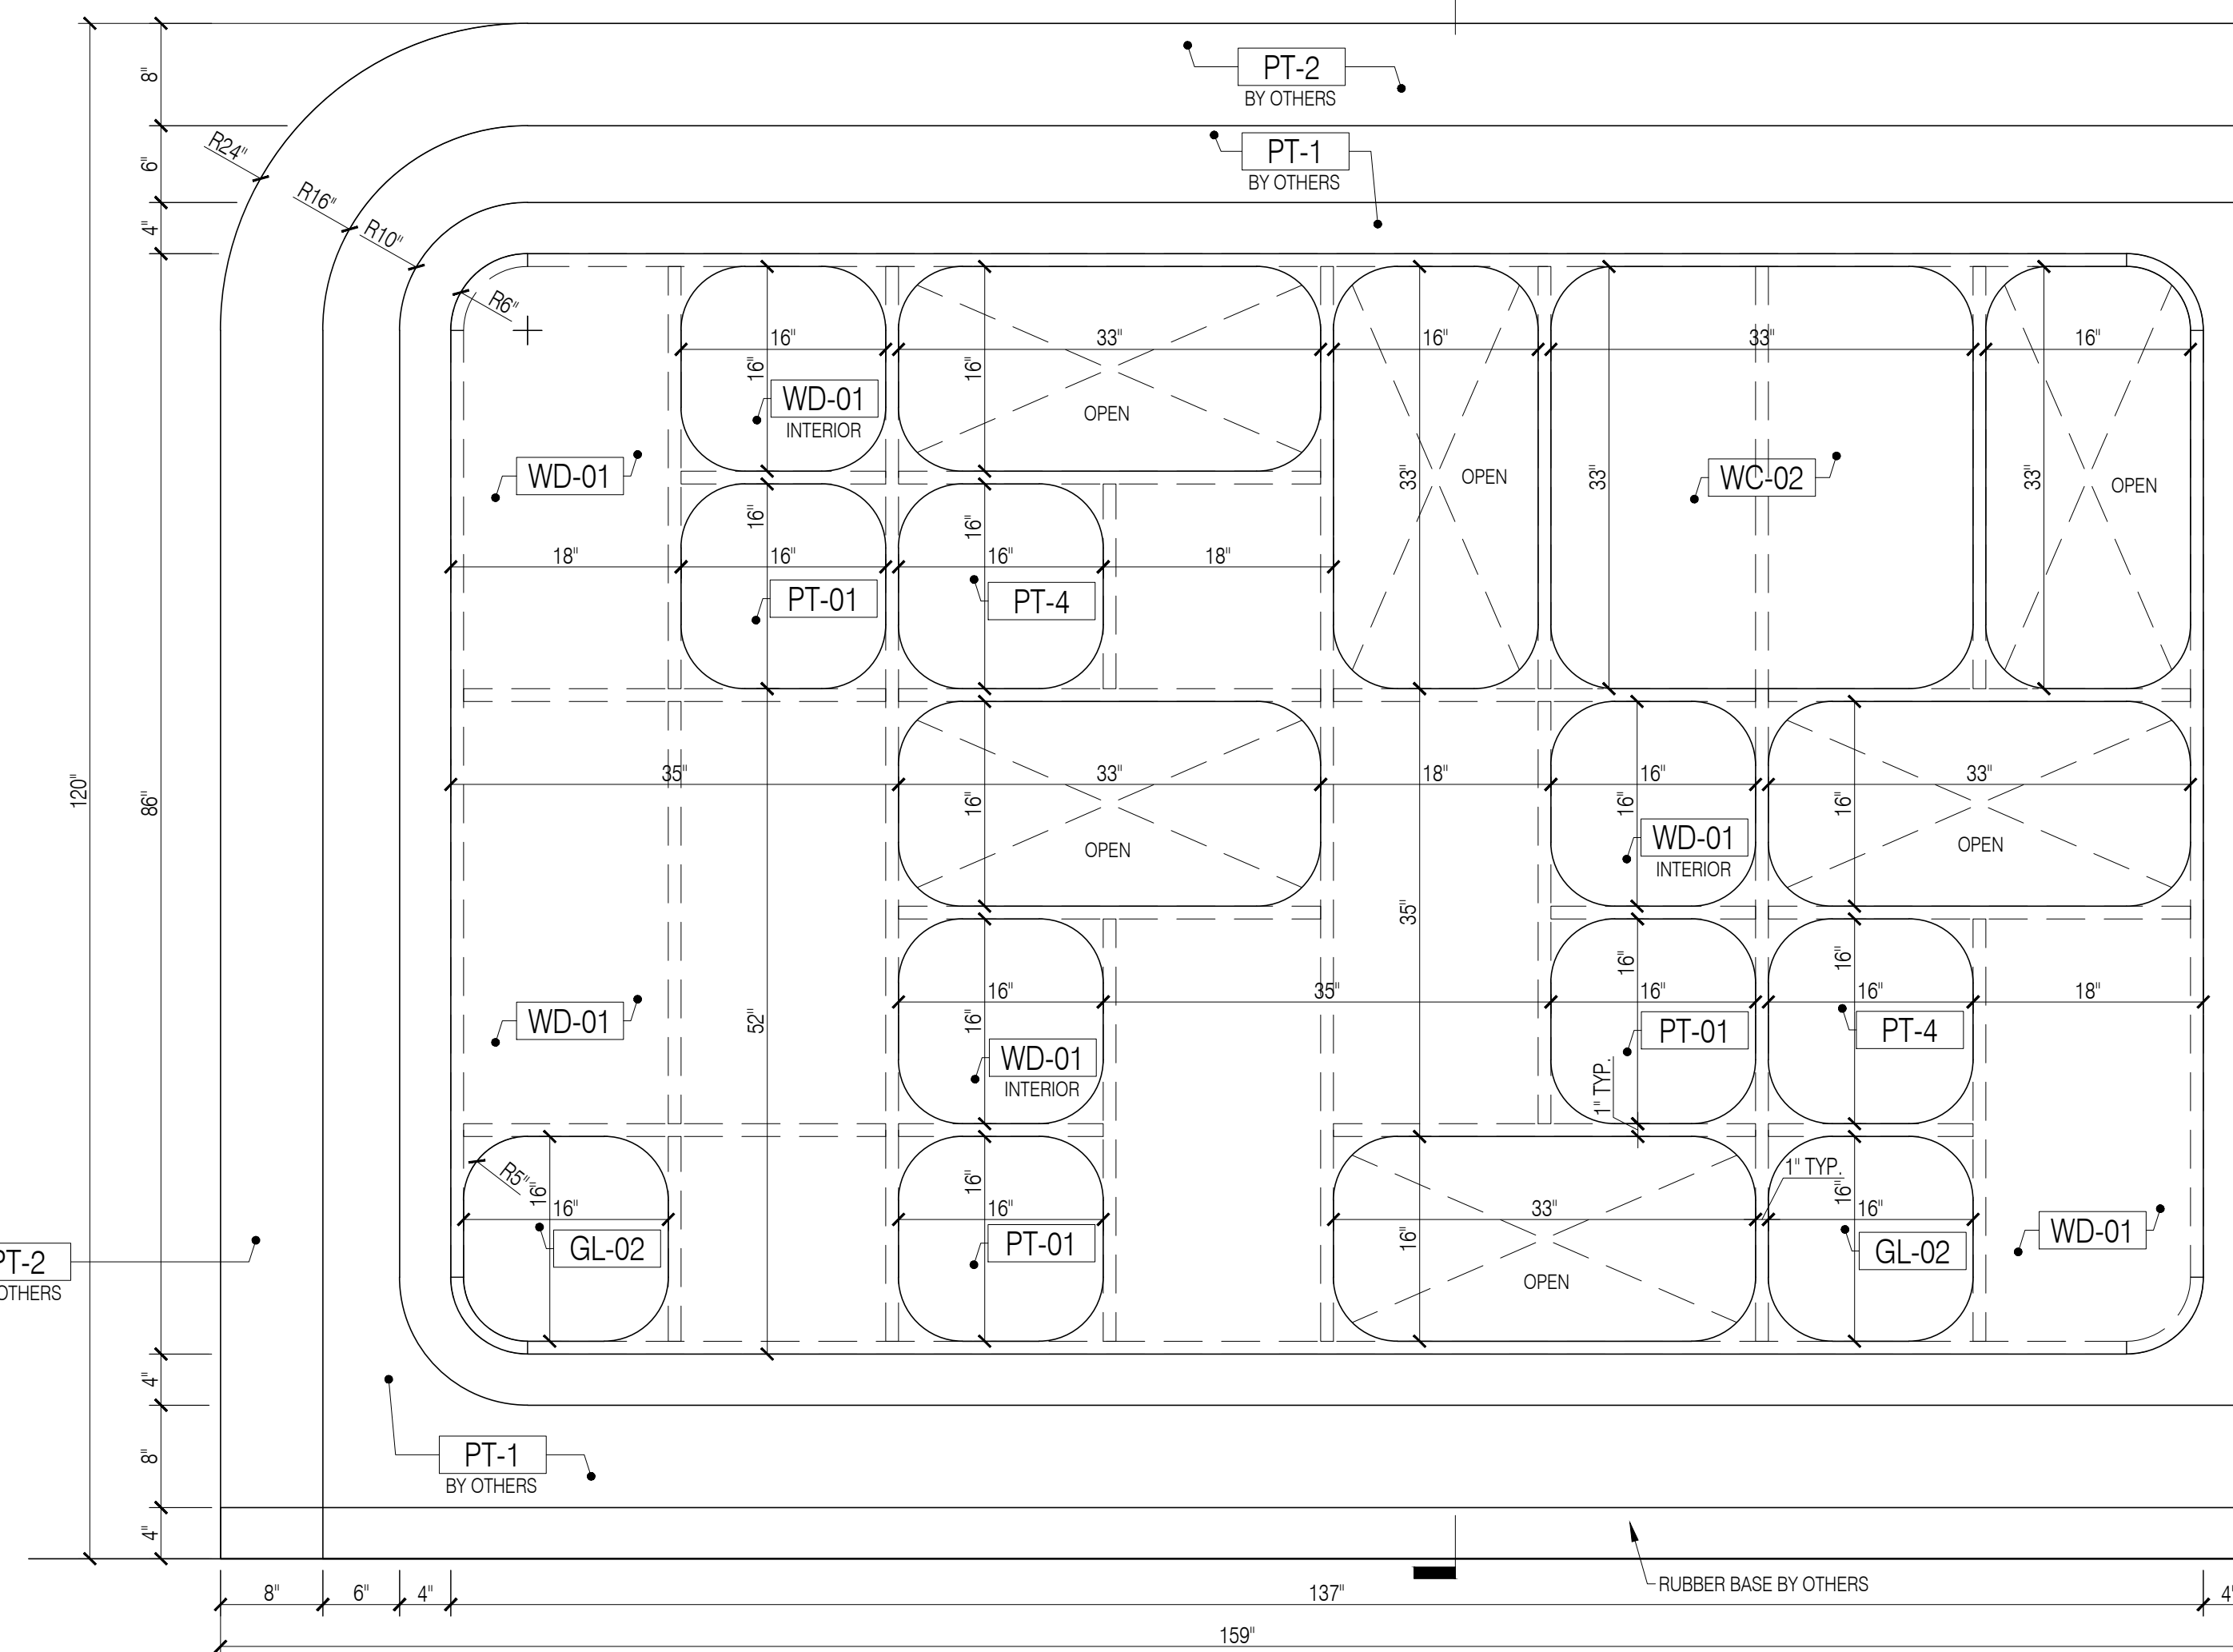 PT-2
BY OTHERS
8"
PT-1
BY OTHERS
6"
R24"
R16"
4"
R10"
R6"
16"
33"
16"
33"
16"
16"
16"
WD-01
INTERIOR
OPEN
WD-01
33"
OPEN
33"
WC-02
33"
OPEN
16"
16"
18"
16"
16"
18"
PT-01
PT-4
120"
86"
35"
33"
18"
16"
33"
16"
16"
16"
WD-01
INTERIOR
OPEN
OPEN
35"
16"
16"
16"
35"
16"
16"
18"
WD-01
52"
16"
PT-01
PT-4
WD-01
INTERIOR
1" TYP.
R5"
16"
16"
16"
16"
33"
1" TYP.
16"
16"
GL-02
PT-01
16"
GL-02
WD-01
OPEN
PT-2
OTHERS
4"
8"
PT-1
BY OTHERS
4"
RUBBER BASE BY OTHERS
8"
6"
4"
137"
4"
159"